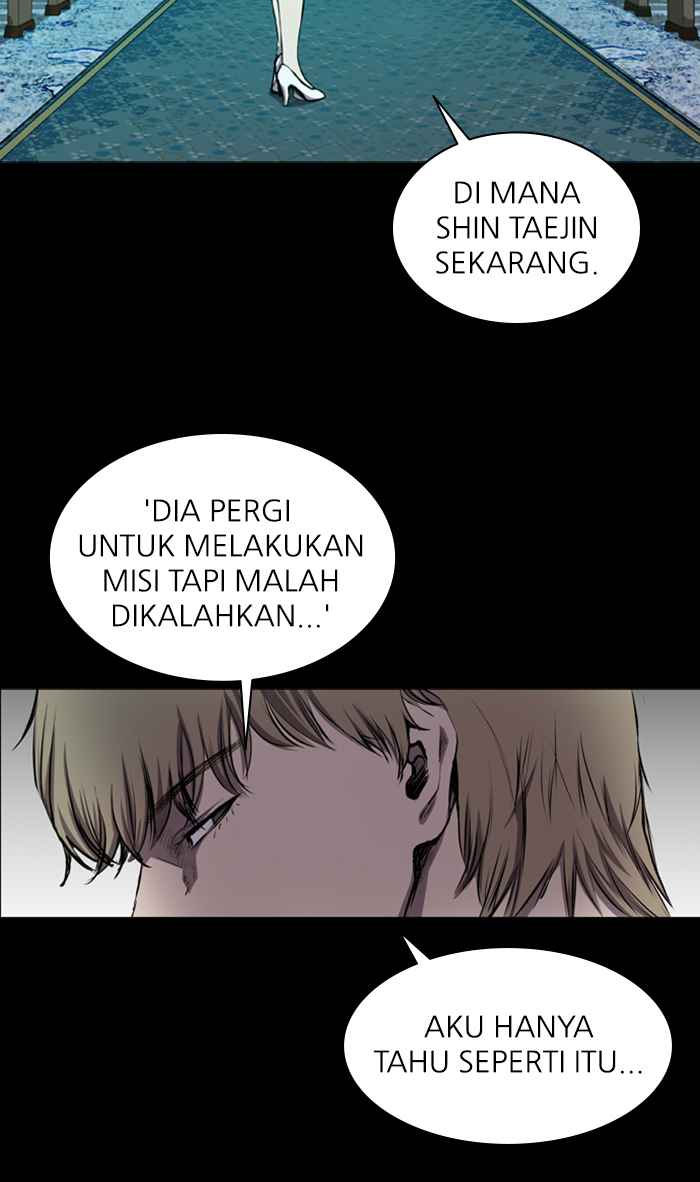 DI MANA
SHIN TAEJIN
SEKARANG.
'DIA PERGI
UNTUK MELAKUKAN
MISI TAPI MALAH
DIKALAHKAN...'
AKU HANYA
TAHU SEPERTI ITU...